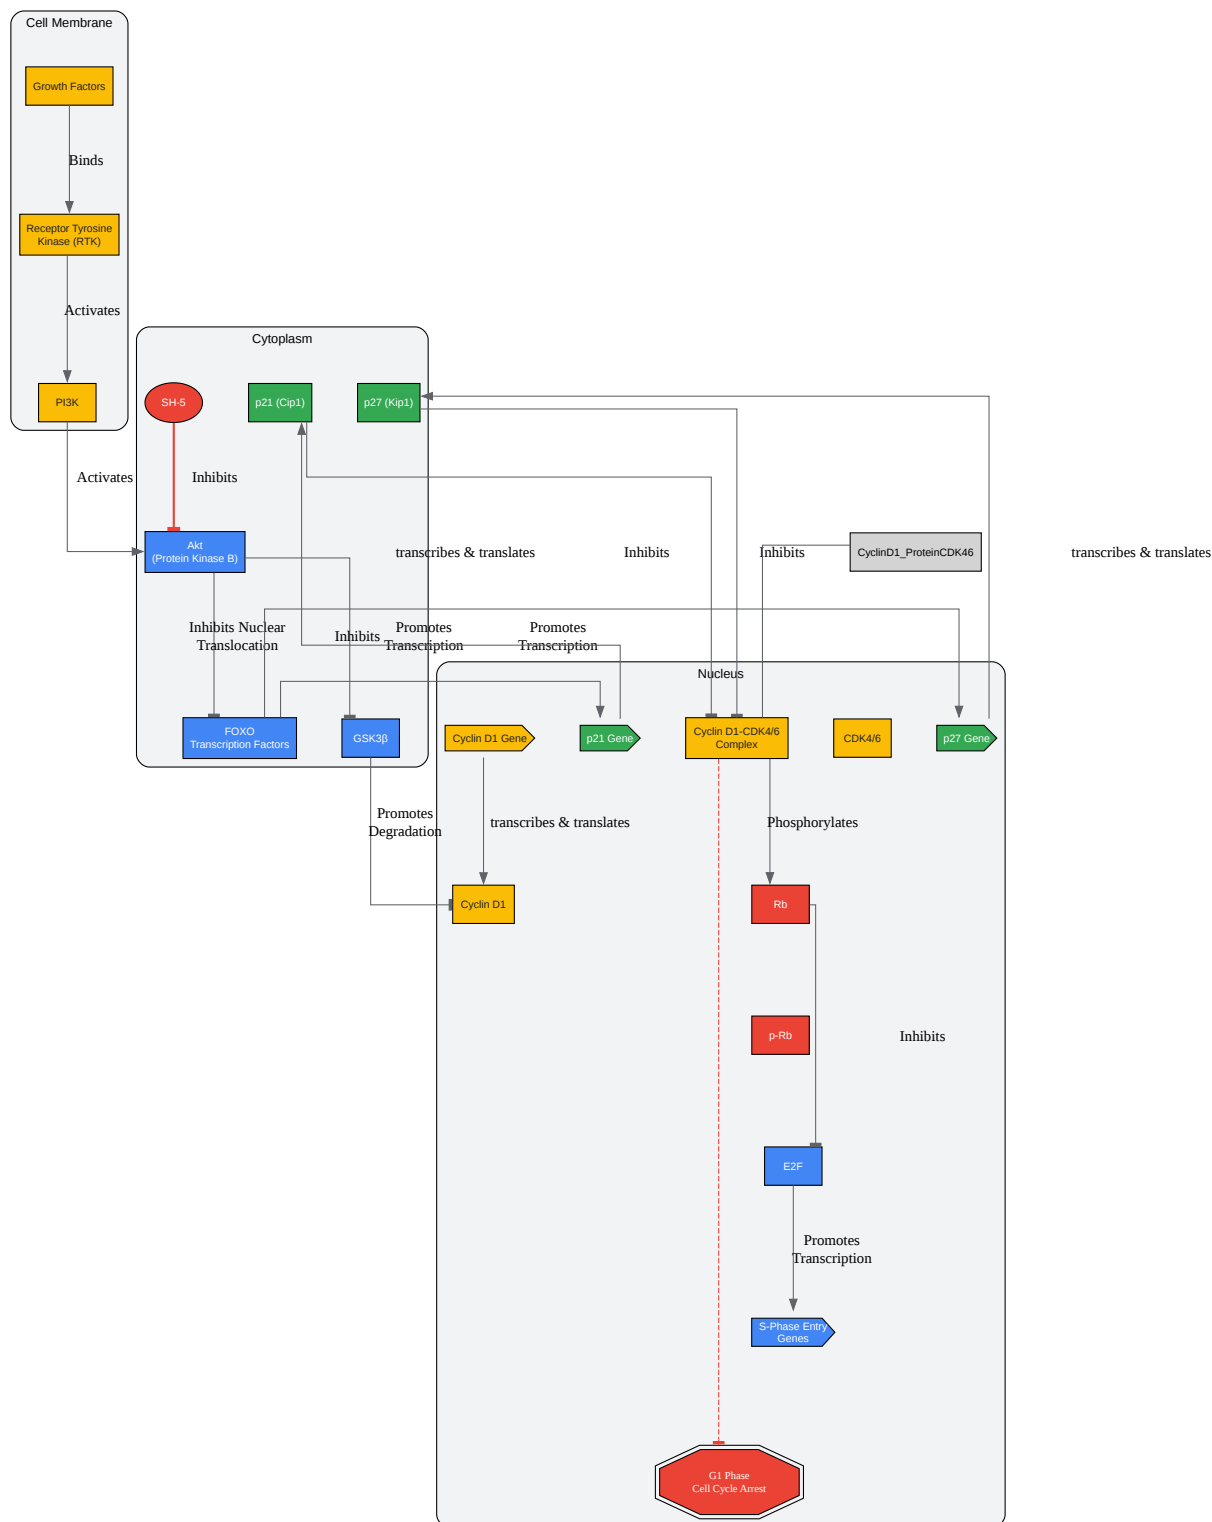 Cell Membrane
Growth Factors
Binds
Receptor Tyrosine
Kinase (RTK)
Activates
Cytoplasm
PI3K
SH-5
p21 (Cip1)
p27 (Kip1)
Activates
Inhibits
Akt
(Protein Kinase B)
transcribes & translates
Inhibits
Inhibits
CyclinD1_ProteinCDK46
transcribes & translates
Inhibits Nuclear
Translocation
Inhibits
Promotes
Transcription
Promotes
Transcription
Nucleus
FOXO
Transcription Factors
GSK3β
Cyclin D1 Gene
p21 Gene
Cyclin D1-CDK4/6
Complex
CDK4/6
p27 Gene
Promotes
Degradation
transcribes & translates
Phosphorylates
Cyclin D1
Rb
p-Rb
Inhibits
E2F
Promotes
Transcription
S-Phase Entry
Genes
G1 Phase
Cell Cycle Arrest